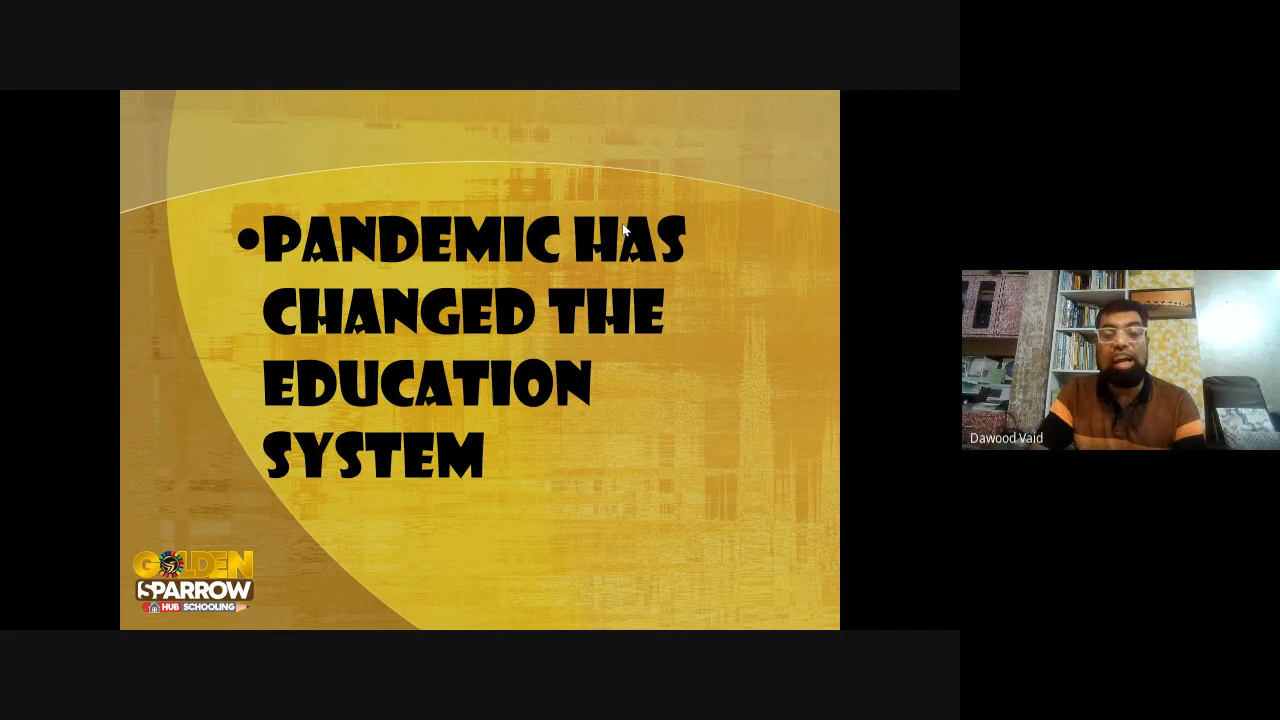 •PANDEMIC HAS
CHANGED THE
EDUCATION
SYSTEM
GOLDEN
SPARROW
HUB SCHOOLING
Dawood Vaid